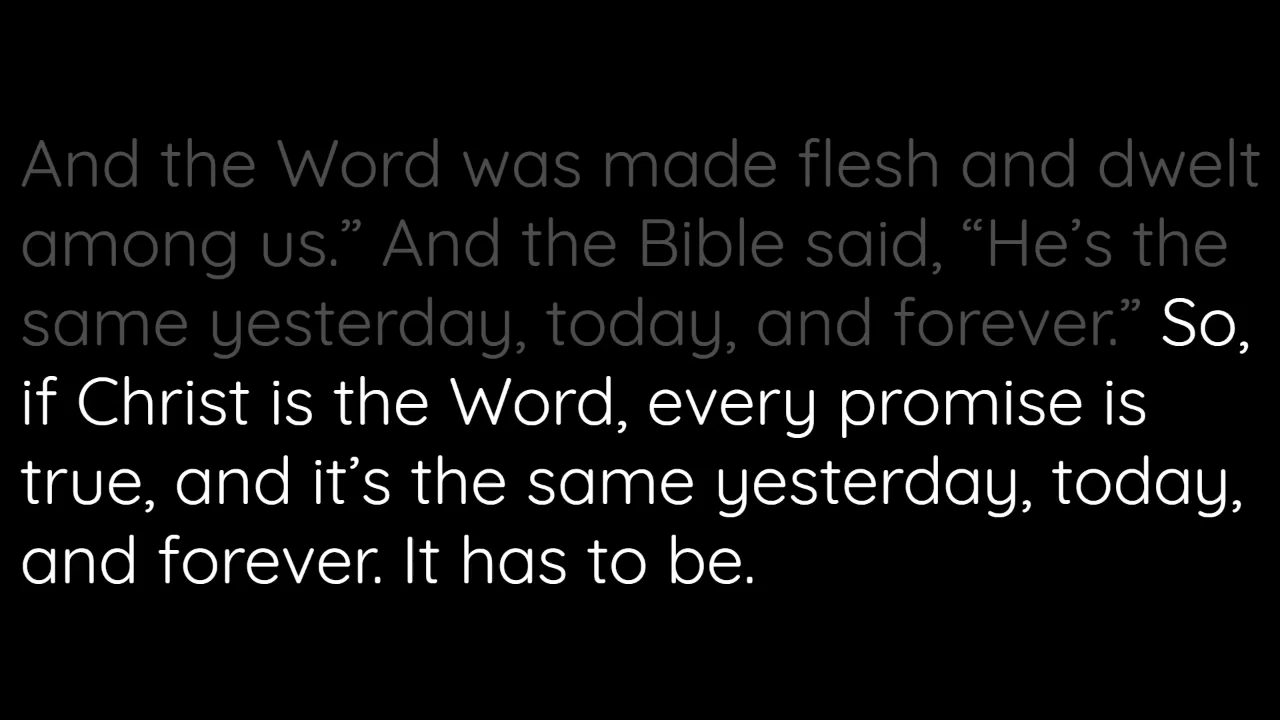 And the Word was made flesh and dwelt
among us.” And the Bible said, “He’s the
same yesterday, today, and forever.” So,
if Christ is the Word, every promise is
true, and it’s the same yesterday, today,
and forever. It has to be.